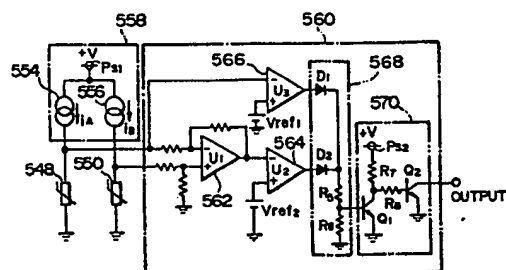 558
560
554
+V
PS1
556
iA
iB
566
D1
568
U3
570
Vref1
564
+V
PS2
548
550
U1
562
U2
D2
R7
Q2
R5
R8
OUTPUT
Vref2
R6
Q1